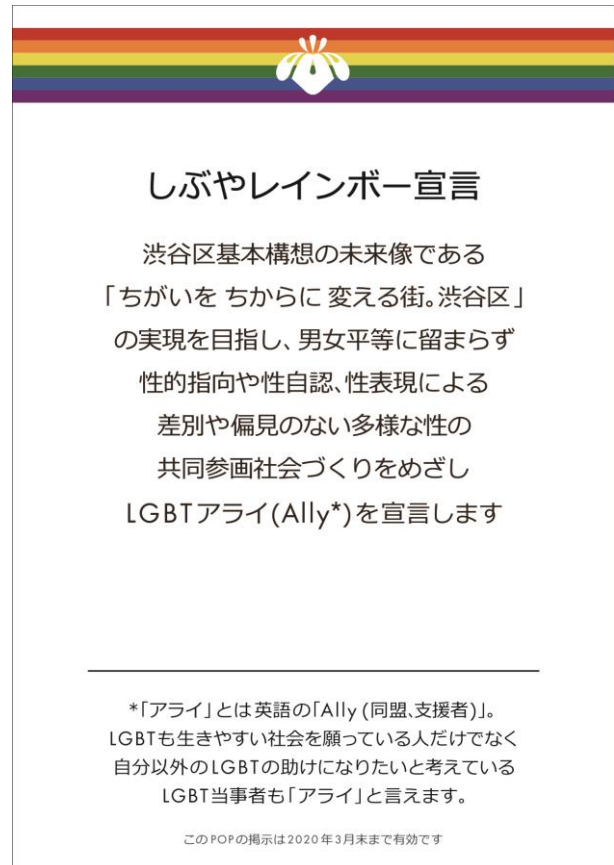 しぶやレインボー宣言
渋谷区基本構想の未来像である
「ちがいを ちからに 変える街。渋谷区」
の実現を目指し、男女平等に留まらず
性的指向や性自認、性表現による
差別や偏見のない多様な性の
共同参画社会づくりをめざし
LGBTアライ(Ally*)を宣言します
*「アライ」とは英語の「Ally (同盟、支援者)」。
LGBTも生きやすい社会を願っている人だけでなく
自分以外のLGBTの助けになりたいと考えている
LGBT当事者も「アライ」と言えます。
このPOPの掲示は2020年3月末まで有効です